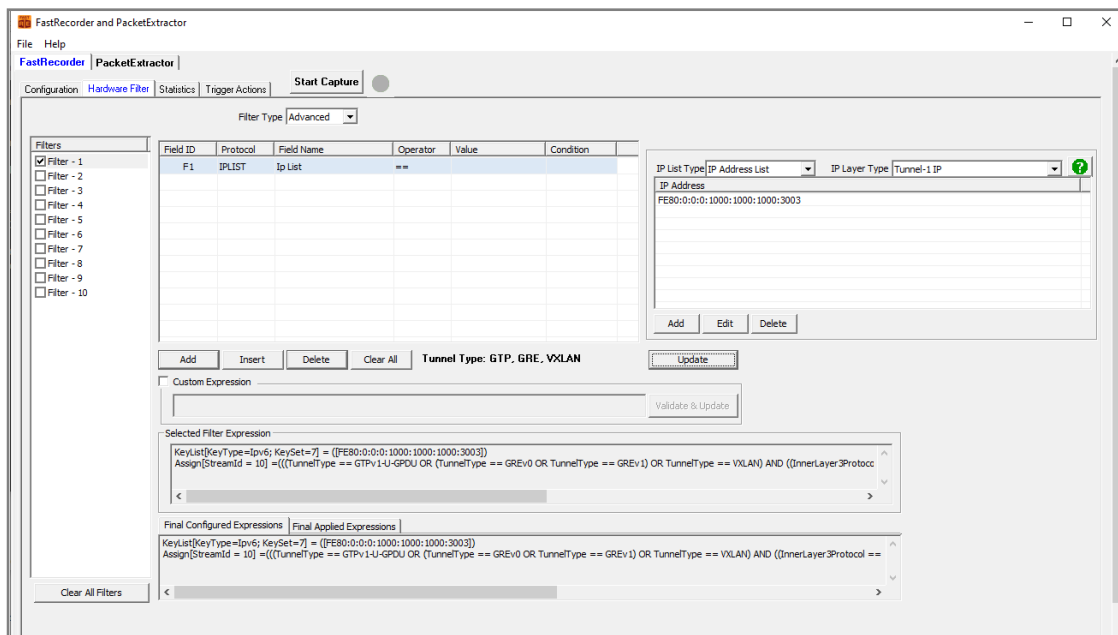 FastRecorder and PacketExtractor
File Help
FastRecorder PacketExtractor
Configuration Hardware Filter Statistics Trigger Actions Start Capture
Filter Type Advanced
Filters
Filter - 1
Filter - 2
Filter - 3
Filter - 4
Filter - 5
Filter - 6
Filter - 7
Filter - 8
Filter - 9
Filter - 10
Clear All Filters
Field ID Protocol Field Name Operator Value Condition
F1 IPLIST Ip List ==
IP List Type IP Address List IP Layer Type Tunnel-1 IP ?
IP Address
FE80:0:0:0:1000:1000:1000:3003
Add Edit Delete
Add Insert Delete Clear All Tunnel Type: GTP, GRE, VXLAN Update
Custom Expression
Validate & Update
Selected Filter Expression
KeyList[KeyType=Ipv6; KeySet=7] = ([FE80:0:0:0:1000:1000:1000:3003])
Assign[StreamId = 10] =(((TunnelType == GTPv1-U-GPDU OR (TunnelType == GREv0 OR TunnelType == GREv1) OR TunnelType == VXLAN) AND ((InnerLayer3Protocc
Final Configured Expressions Final Applied Expressions
KeyList[KeyType=Ipv6; KeySet=7] = ([FE80:0:0:0:1000:1000:1000:3003])
Assign[StreamId = 10] =(((TunnelType == GTPv1-U-GPDU OR (TunnelType == GREv0 OR TunnelType == GREv1) OR TunnelType == VXLAN) AND ((InnerLayer3Protocol ==